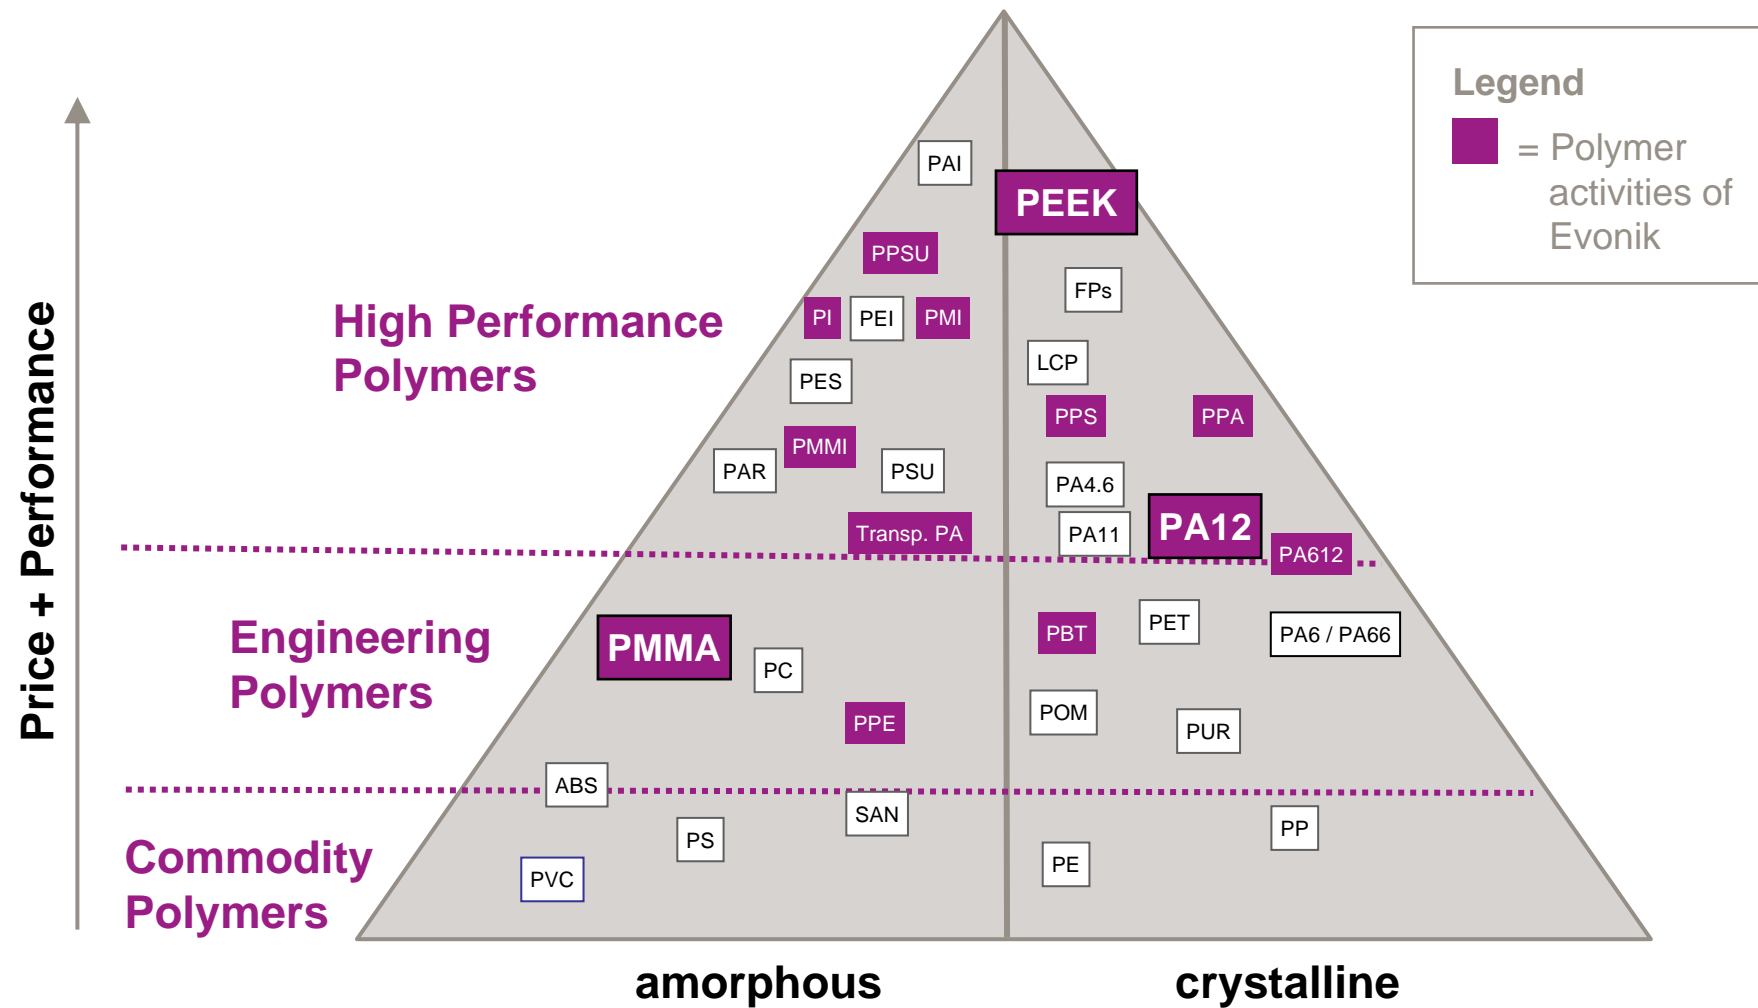 Legend
= Polymer
activities of
Evonik
Price + Performance
High Performance
Polymers
Engineering
Polymers
Commodity
Polymers
PAI
PEEK
PPSU
FPs
PI
PEI
PMI
LCP
PES
PPS
PPA
PMMI
PAR
PSU
PA4.6
Transp. PA
PA11
PA12
PA612
PMMA
PC
PBT
PET
PA6 / PA66
PPE
POM
PUR
ABS
SAN
PS
PP
PVC
PE
amorphous
crystalline